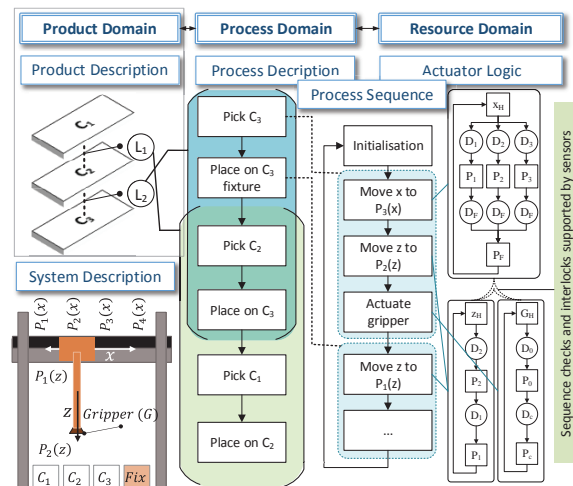 Product Domain
Process Domain
Resource Domain
Product Description
Process Decription
Actuator Logic
Process Sequence
C1
C2
C3
L1
L2
Pick C3
Place on C3
fixture
Pick C2
Place on C3
Pick C1
Place on C2
Initialisation
Move x to
P3(x)
Move z to
P2(z)
Actuate
gripper
Move z to
P1(z)
...
xH
D1 D2 D3
P1 P2 P3
DF DF DF
PF
zH
D2
P2
D1
P1
GH
D0
P0
Dc
Pc
Sequence checks and interlocks supported by sensors
System Description
P1(x) P2(x) P3(x) P4(x)
x
P1(z)
z
Gripper (G)
P2(z)
C1 C2 C3 Fix